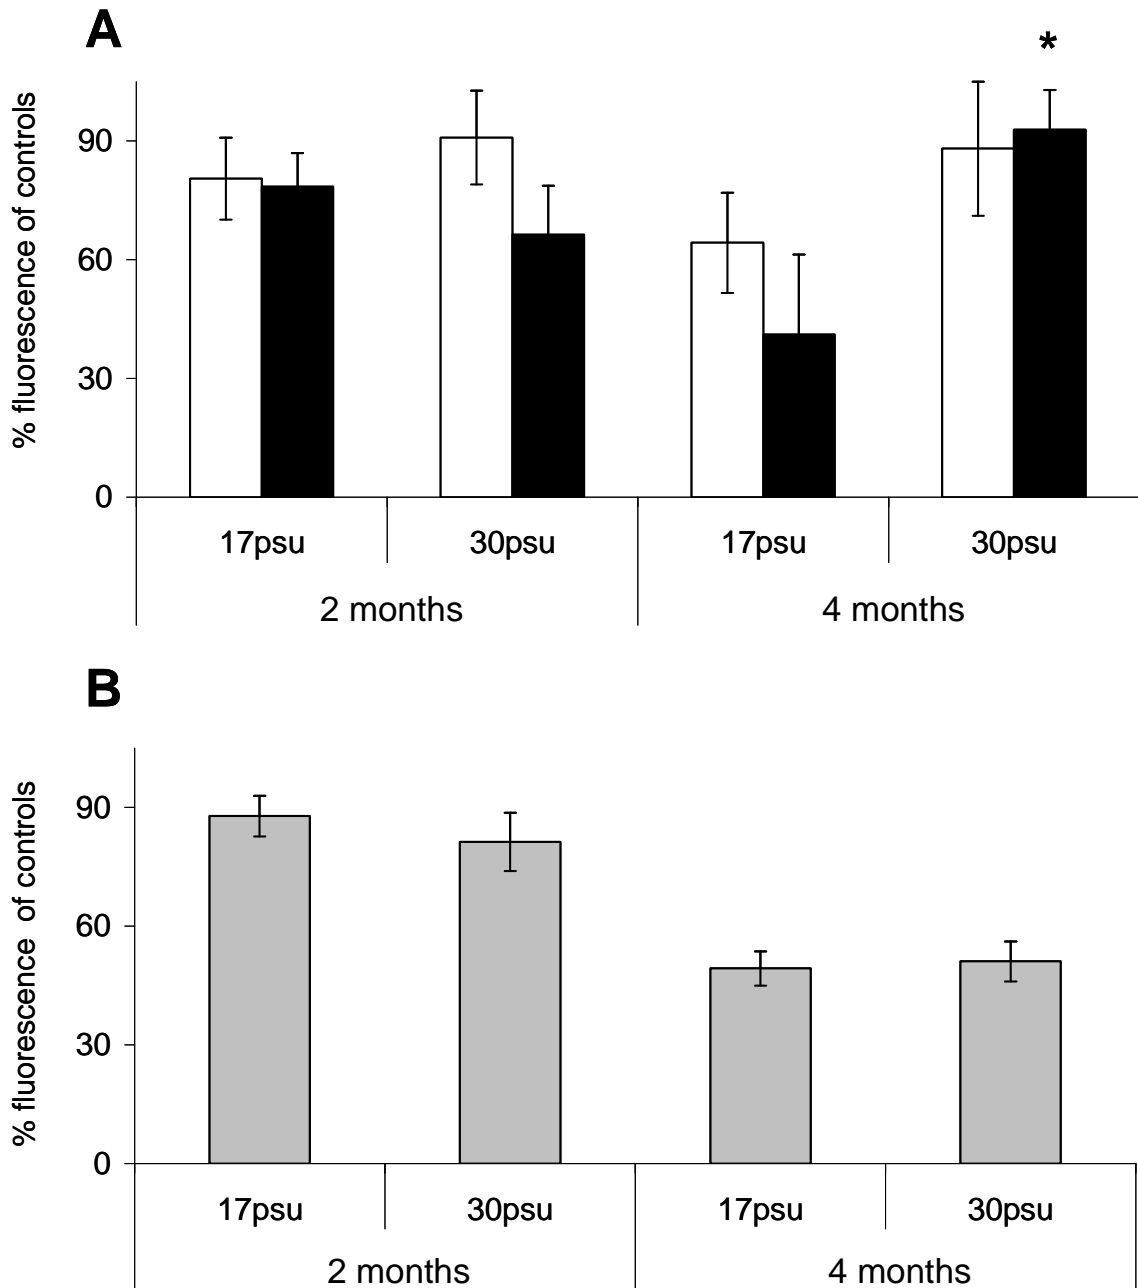 A
*
% fluorescence of controls
90
60
30
0
17psu 30psu 17psu 30psu
2 months 4 months
B
% fluorescence of controls
90
60
30
0
17psu 30psu 17psu 30psu
2 months 4 months